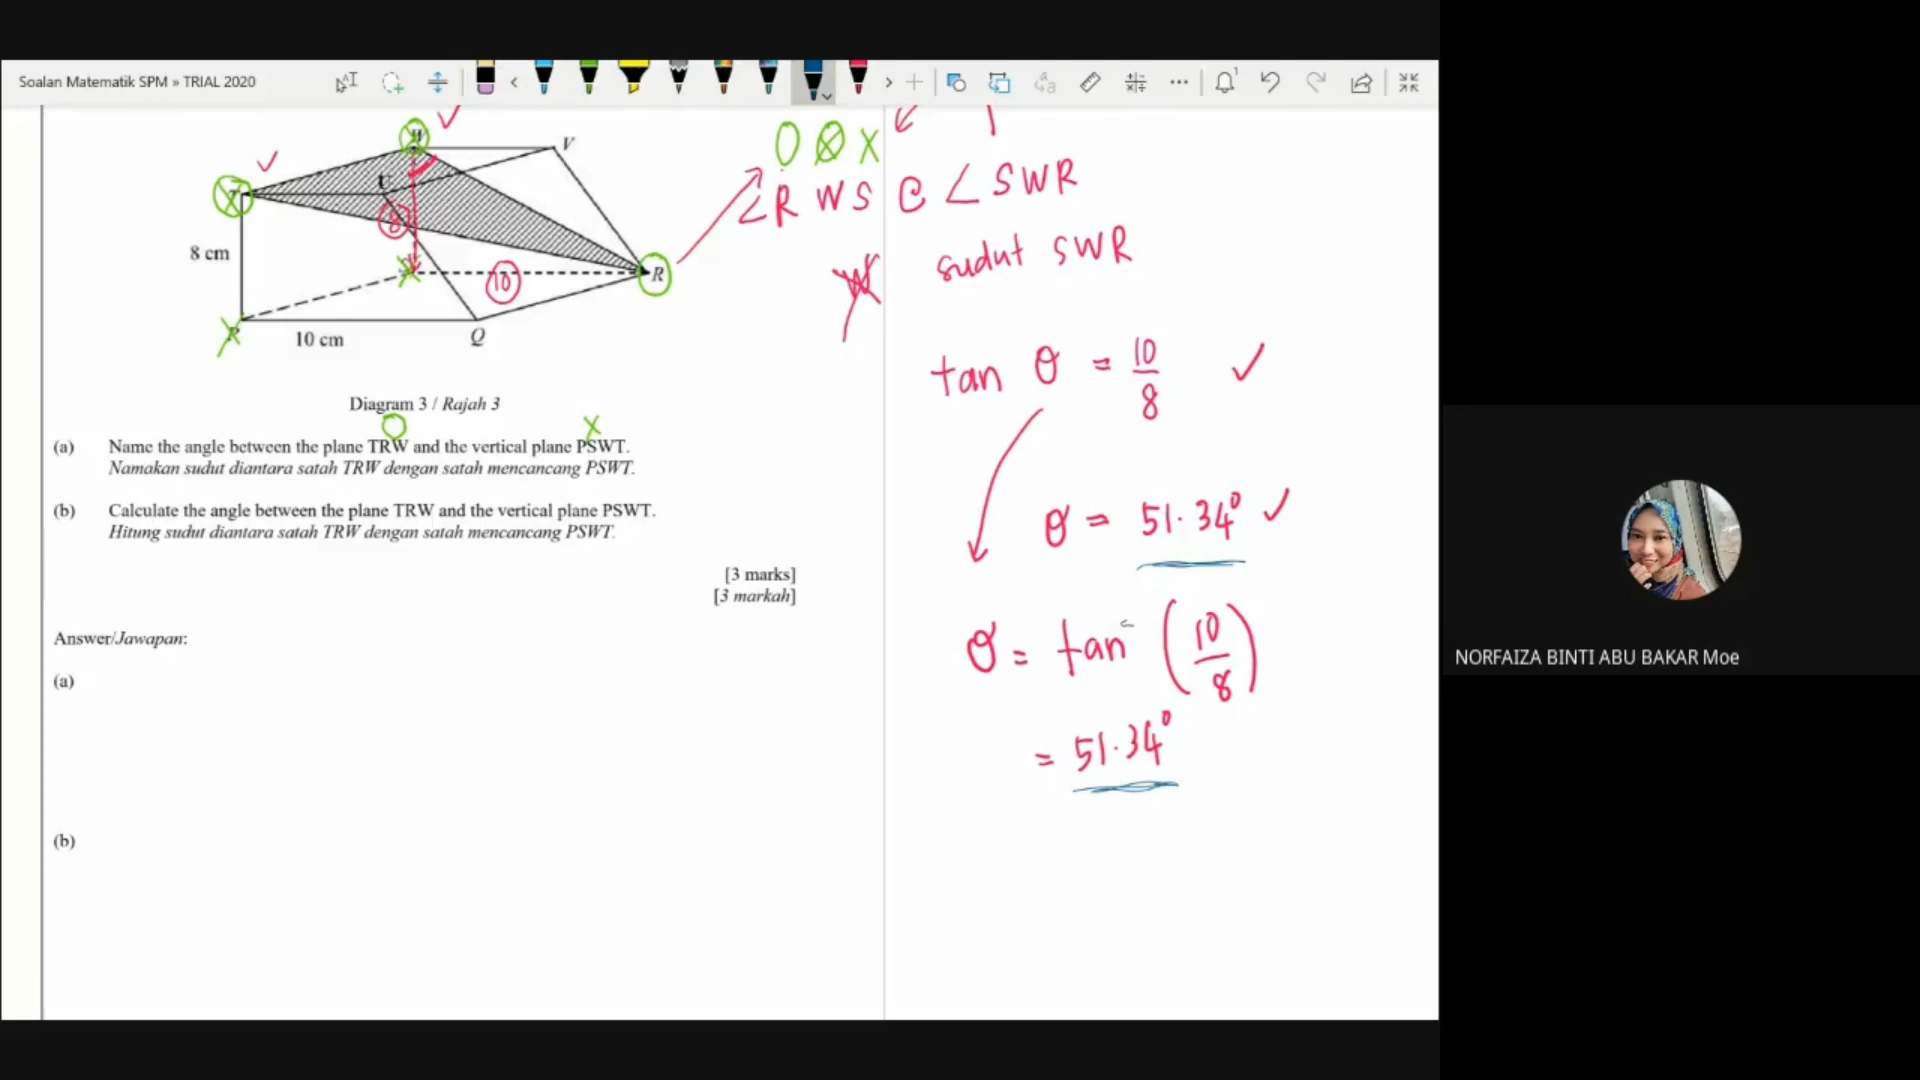 Soalan Matematik SPM » TRIAL 2020
W
V
T
U
8
8 cm
10
R
P
10 cm
Q
Diagram 3 / Rajah 3
(a) Name the angle between the plane TRW and the vertical plane PSWT.
Namakan sudut diantara satah TRW dengan satah mencancang PSWT.
(b) Calculate the angle between the plane TRW and the vertical plane PSWT.
Hitung sudut diantara satah TRW dengan satah mencancang PSWT.
[3 marks]
[3 markah]
Answer/Jawapan:
(a)
(b)
∠RWS @ ∠SWR
sudut SWR
tan θ = 10/8
θ = 51.34°
θ = tan⁻ (10/8)
= 51.34°
NORFAIZA BINTI ABU BAKAR Moe